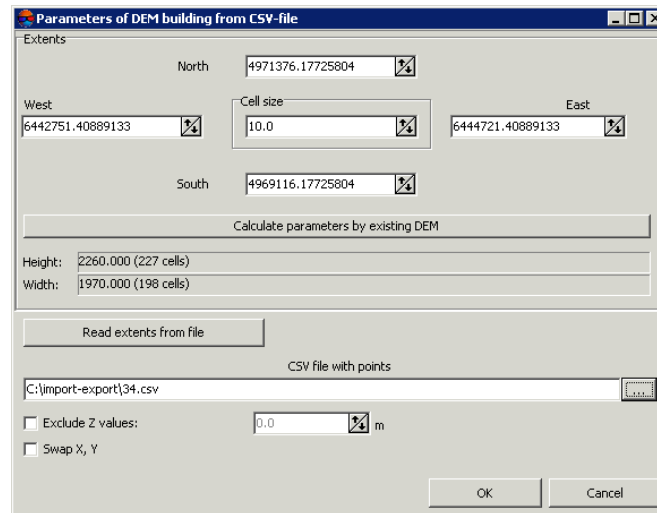 Parameters of DEM building from CSV-file
Extents
North 4971376.17725804
West Cell size East
6442751.40889133 10.0 6444721.40889133
South 4969116.17725804
Calculate parameters by existing DEM
Height: 2260.000 (227 cells)
Width: 1970.000 (198 cells)
Read extents from file
CSV file with points
C:\import-export\34.csv ...
Exclude Z values: 0.0 m
Swap X, Y
OK Cancel